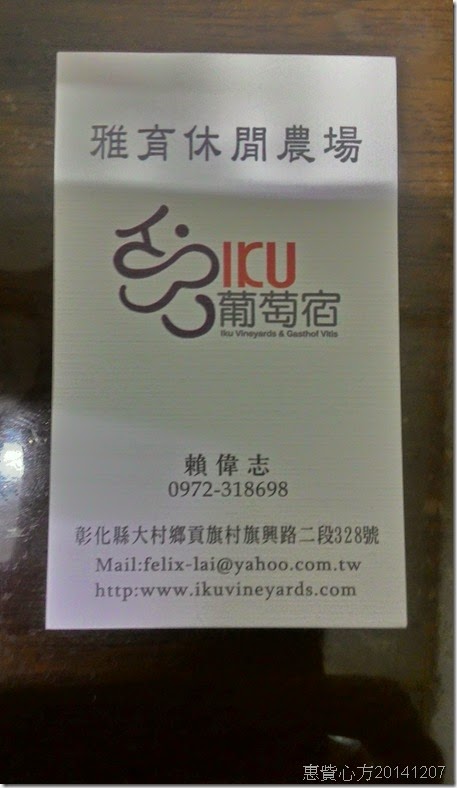 雅育休閒農場
IKU
葡萄宿
Iku Vineyards & Gasthof Vitis
賴偉志
0972-318698
彰化縣大村鄉貢旗村旗興路二段328號
Mail:felix-lai@yahoo.com.tw
http:www.ikuvineyards.com
惠貲心方20141207